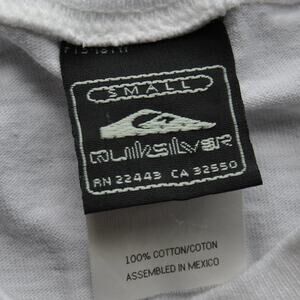 SMALL
QUIKSILVER
RN 22443 CA 32550
100% COTTON/COTON
ASSEMBLED IN MEXICO